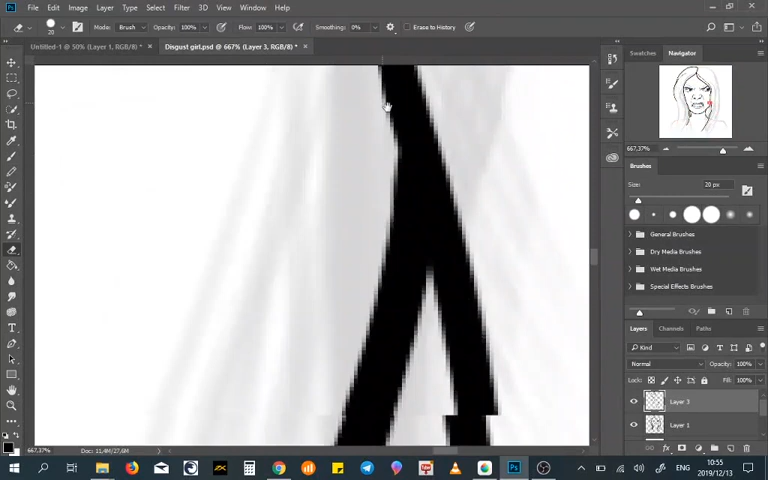 File Edit Image Layer Type Select Filter 3D View Window Help
20 Mode: Brush Opacity: 100% Flow: 100% Smoothing: 0% Erase to History
Untitled-1 @ 50% (Layer 1, RGB/8) * × Disgust girl.psd @ 667% (Layer 3, RGB/8) * ×
Swatches Navigator
667,37%
Brushes
Size: 20 px
General Brushes
Dry Media Brushes
Wet Media Brushes
Special Effects Brushes
Layers Channels Paths
Kind
Normal Opacity: 100%
Lock: Fill: 100%
Layer 3
Layer 1
667,37% Doc: 11,4M/27,6M
ENG 10:55
2019/12/13